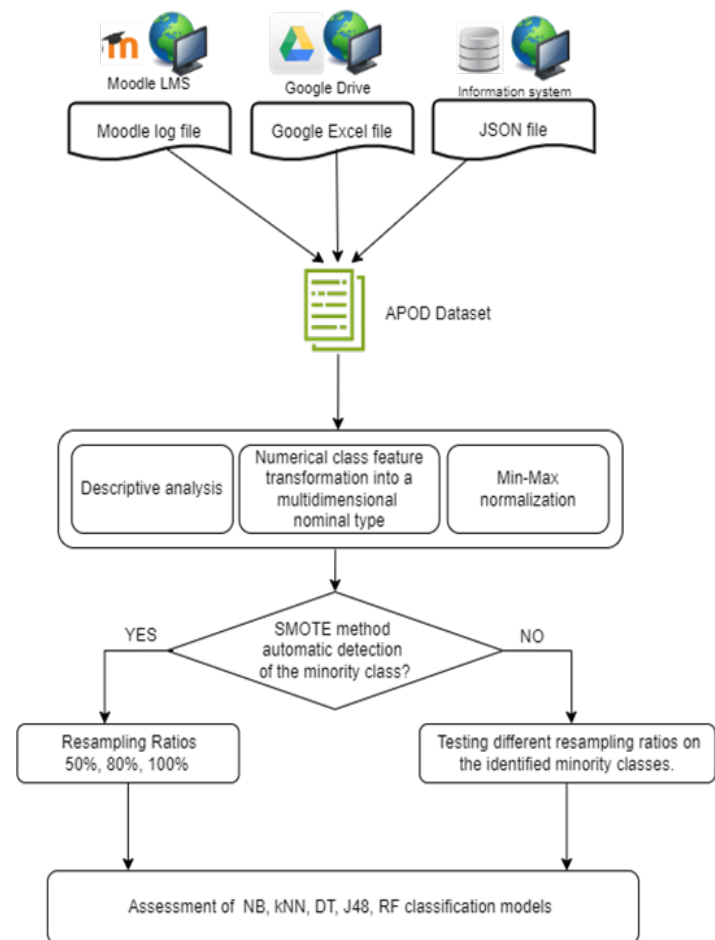 Moodle LMS
Google Drive
Information system
Moodle log file
Google Excel file
JSON file
APOD Dataset
Descriptive analysis
Numerical class feature
transformation into a
multidimensional
nominal type
Min-Max
normalization
YES
SMOTE method
automatic detection
of the minority class?
NO
Resampling Ratios
50%, 80%, 100%
Testing different resampling ratios on
the identified minority classes.
Assessment of NB, kNN, DT, J48, RF classification models